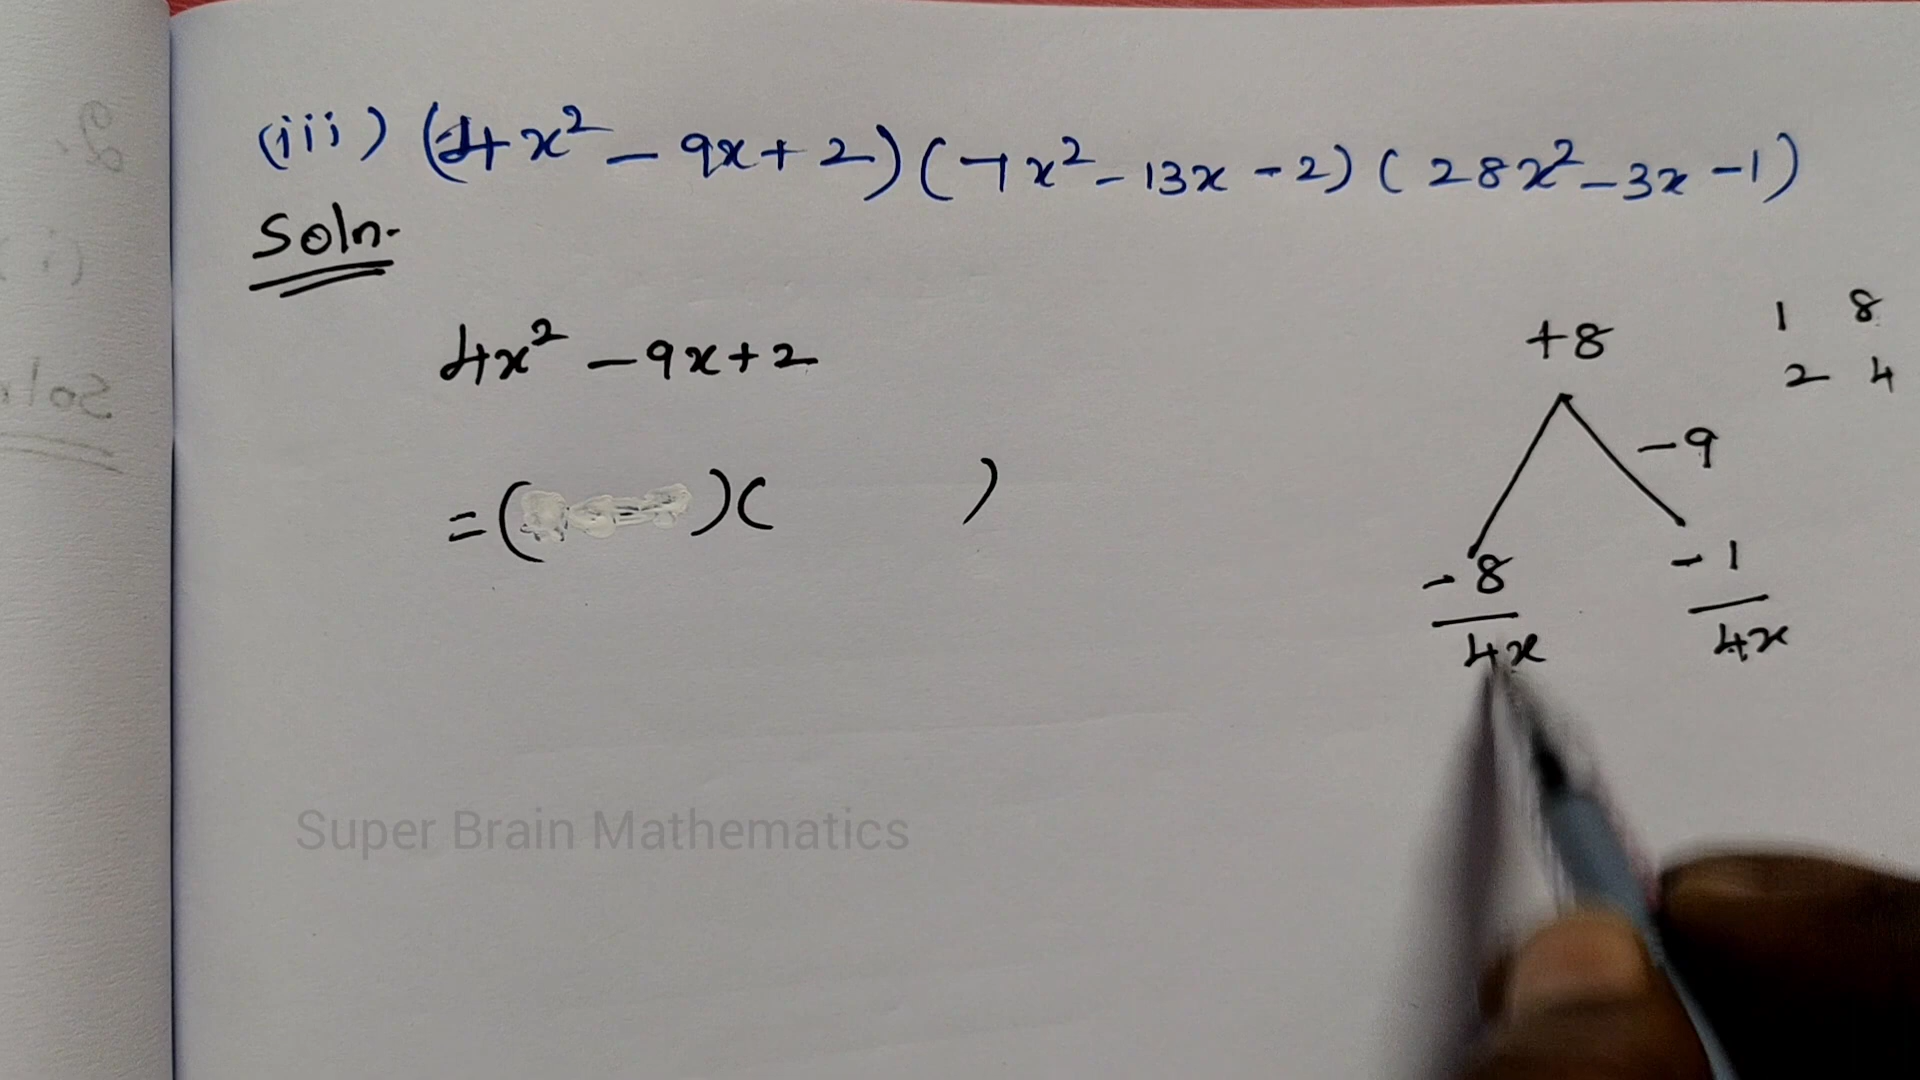 (iii) (4x² - 9x + 2) (7x² - 13x - 2) (28x² - 3x - 1)
Soln.
4x² - 9x + 2
= ( ) ( )
+8
1 8
2 4
-9
-8 -1
4x 4x
Super Brain Mathematics